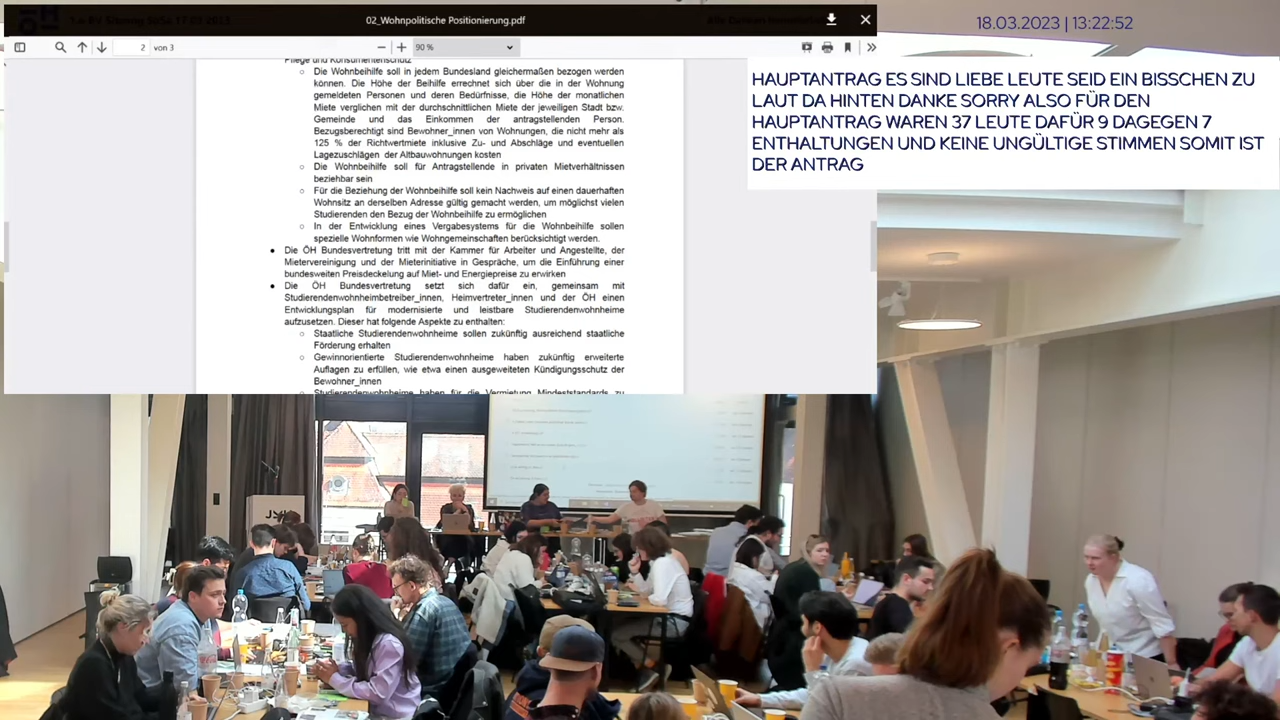 02_Wohnpolitische Positionierung.pdf
18.03.2023 | 13:22:52
2 von 3
90 %
HAUPTANTRAG ES SIND LIEBE LEUTE SEID EIN BISSCHEN ZU
LAUT DA HINTEN DANKE SORRY ALSO FÜR DEN
HAUPTANTRAG WAREN 37 LEUTE DAFÜR 9 DAGEGEN 7
ENTHALTUNGEN UND KEINE UNGÜLTIGE STIMMEN SOMIT IST
DER ANTRAG
Pflege und Konsumentenschutz
○ Die Wohnbeihilfe soll in jedem Bundesland gleichermaßen bezogen werden
können. Die Höhe der Beihilfe errechnet sich über die in der Wohnung
gemeldeten Personen und deren Bedürfnisse, die Höhe der monatlichen
Miete verglichen mit der durchschnittlichen Miete der jeweiligen Stadt bzw.
Gemeinde und das Einkommen der antragstellenden Person.
Bezugsberechtigt sind Bewohner_innen von Wohnungen, die nicht mehr als
125 % der Richtwertmiete inklusive Zu- und Abschläge und eventuellen
Lagezuschlägen der Altbauwohnungen kosten
○ Die Wohnbeihilfe soll für Antragstellende in privaten Mietverhältnissen
beziehbar sein
○ Für die Beziehung der Wohnbeihilfe soll kein Nachweis auf einen dauerhaften
Wohnsitz an derselben Adresse gültig gemacht werden, um möglichst vielen
Studierenden den Bezug der Wohnbeihilfe zu ermöglichen
○ In der Entwicklung eines Vergabesystems für die Wohnbeihilfe sollen
spezielle Wohnformen wie Wohngemeinschaften berücksichtigt werden.
● Die ÖH Bundesvertretung tritt mit der Kammer für Arbeiter und Angestellte, der
Mietervereinigung und der Mieterinitiative in Gespräche, um die Einführung einer
bundesweiten Preisdeckelung auf Miet- und Energiepreise zu erwirken
● Die ÖH Bundesvertretung setzt sich dafür ein, gemeinsam mit
Studierendenwohnheimbetreiber_innen, Heimvertreter_innen und der ÖH einen
Entwicklungsplan für modernisierte und leistbare Studierendenwohnheime
aufzusetzen. Dieser hat folgende Aspekte zu enthalten:
○ Staatliche Studierendenwohnheime sollen zukünftig ausreichend staatliche
Förderung erhalten
○ Gewinnorientierte Studierendenwohnheime haben zukünftig erweiterte
Auflagen zu erfüllen, wie etwa einen ausgeweiteten Kündigungsschutz der
Bewohner_innen
○ Studierendenwohnheime haben für die Vermietung Mindeststandards zu